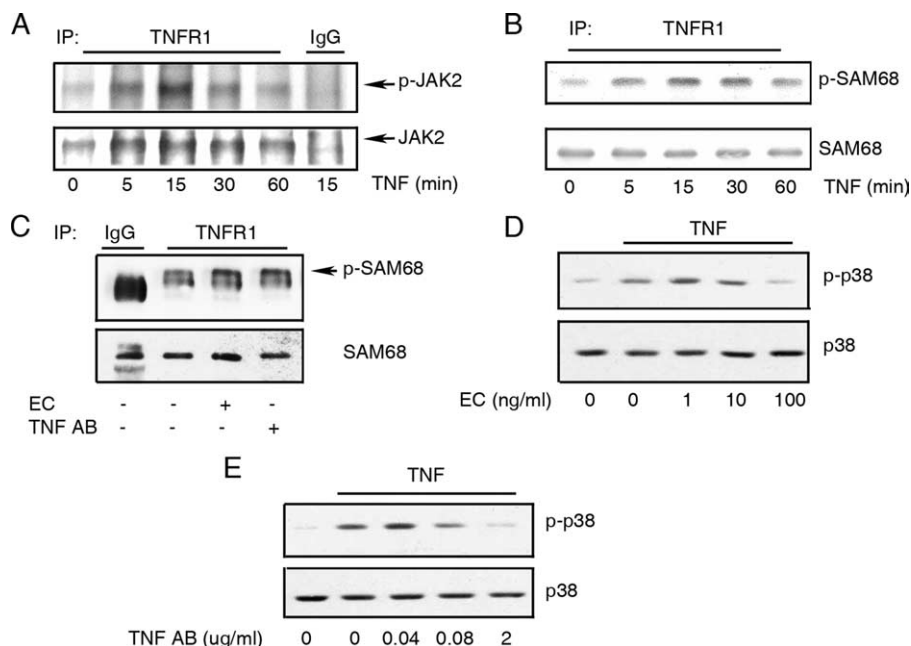 A
IP: TNFR1 IgG
p-JAK2
JAK2
0 5 15 30 60 15 TNF (min)
B
IP: TNFR1
p-SAM68
SAM68
0 5 15 30 60 TNF (min)
C
IP: IgG TNFR1
p-SAM68
SAM68
EC - - + -
TNF AB - - - +
D
TNF
p-p38
p38
EC (ng/ml) 0 0 1 10 100
E
TNF
p-p38
p38
TNF AB (ug/ml) 0 0 0.04 0.08 2